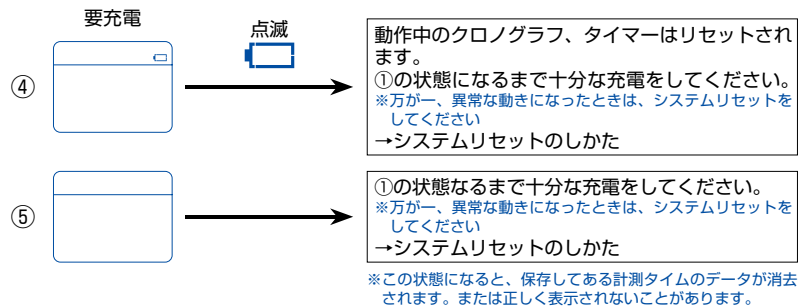 要充電
点滅
④
動作中のクロノグラフ、タイマーはリセットされ
ます。
①の状態になるまで十分な充電をしてください。
※万が一、異常な動きになったときは、システムリセットを
してください
→システムリセットのしかた
⑤
①の状態なるまで十分な充電をしてください。
※万が一、異常な動きになったときは、システムリセットを
してください
→システムリセットのしかた
※この状態になると、保存してある計測タイムのデータが消去
されます。または正しく表示されないことがあります。